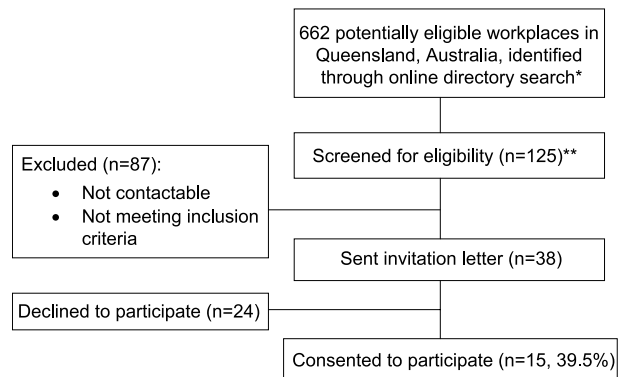 662 potentially eligible workplaces in
Queensland, Australia, identified
through online directory search*
Screened for eligibility (n=125)**
Excluded (n=87):
• Not contactable
• Not meeting inclusion
criteria
Sent invitation letter (n=38)
Declined to participate (n=24)
Consented to participate (n=15, 39.5%)